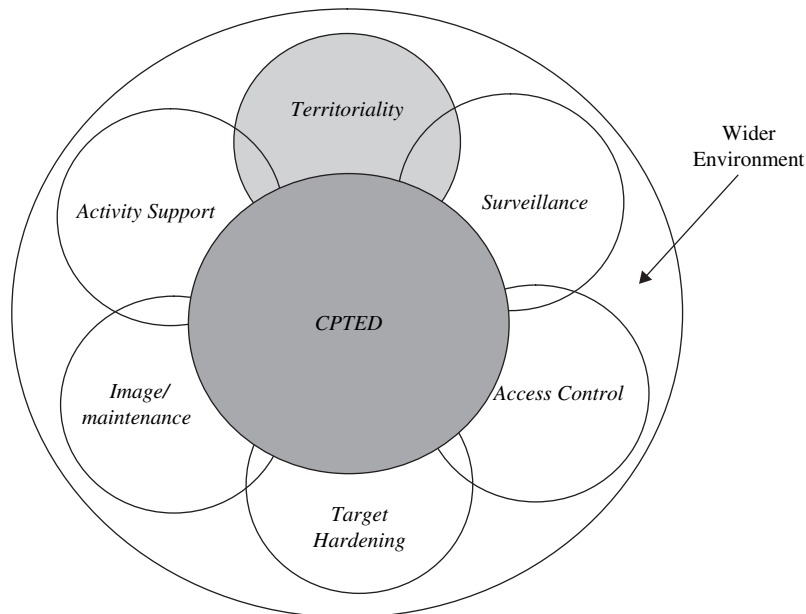 Territoriality
Wider
Environment
Activity Support
Surveillance
CPTED
Image/
maintenance
Access Control
Target
Hardening